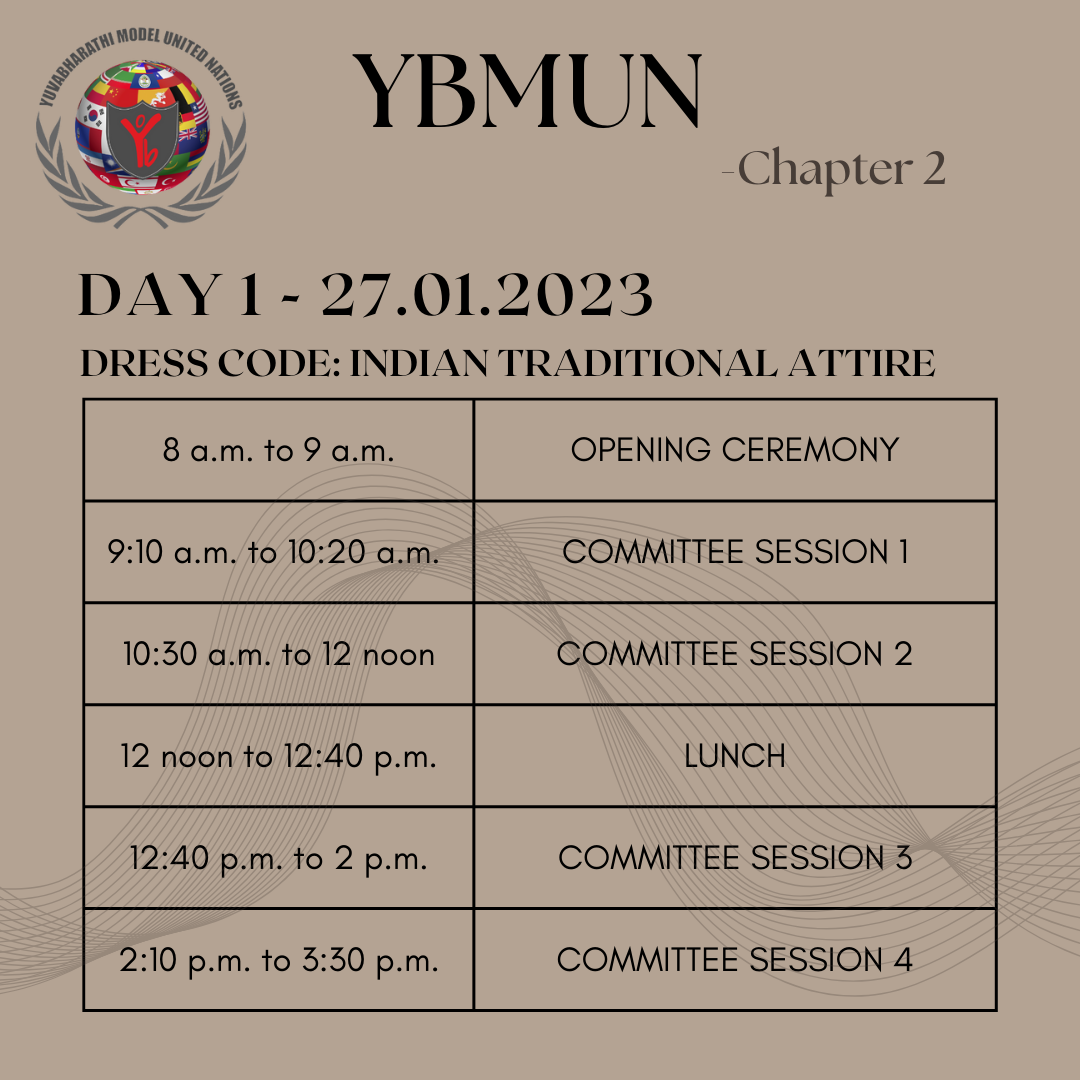 YUVABHARATHI MODEL UNITED NATIONS
Yb
YBMUN
-Chapter 2
DAY 1 - 27.01.2023
DRESS CODE: INDIAN TRADITIONAL ATTIRE
8 a.m. to 9 a.m. OPENING CEREMONY
9:10 a.m. to 10:20 a.m. COMMITTEE SESSION 1
10:30 a.m. to 12 noon COMMITTEE SESSION 2
12 noon to 12:40 p.m. LUNCH
12:40 p.m. to 2 p.m. COMMITTEE SESSION 3
2:10 p.m. to 3:30 p.m. COMMITTEE SESSION 4